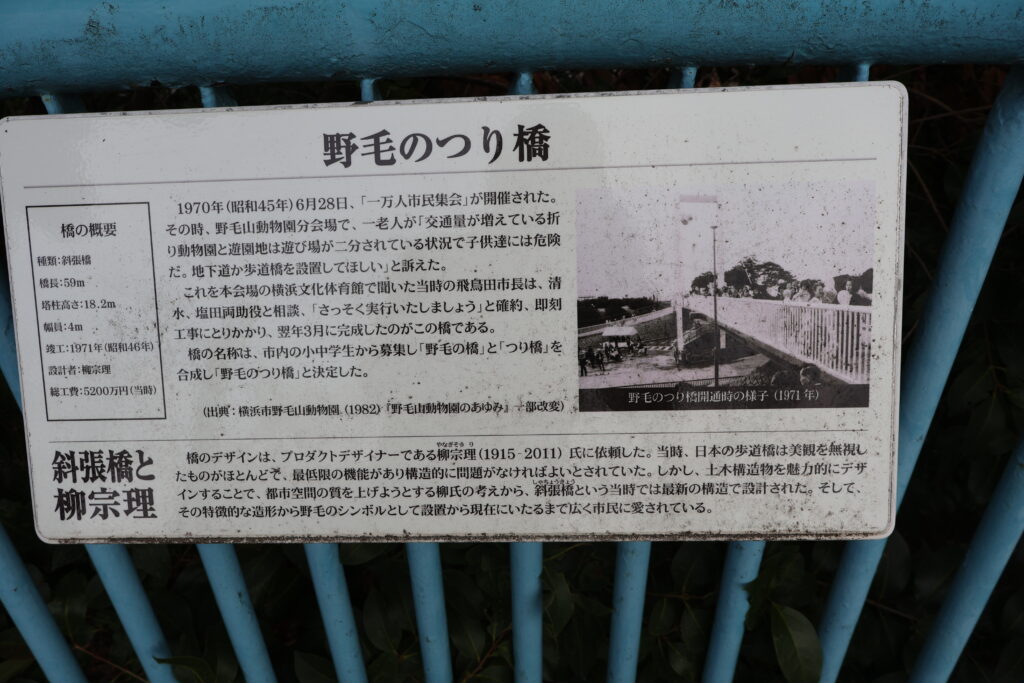 野毛のつり橋
橋の概要
種類:斜張橋
橋長:59m
塔柱高さ:18.2m
幅員:4m
竣工:1971年(昭和46年)
設計者:柳宗理
総工費:5200万円(当時)
1970年(昭和45年)6月28日、「一万人市民集会」が開催された。
その時、野毛山動物園分会場で、一老人が「交通量が増えている折
り動物園と遊園地は遊び場が二分されている状況で子供達には危険
だ。地下道か歩道橋を設置してほしい」と訴えた。
これを本会場の横浜文化体育館で聞いた当時の飛鳥田市長は、清
水、塩田両助役と相談、「さっそく実行いたしましょう」と確約、即刻
工事にとりかかり、翌年3月に完成したのがこの橋である。
橋の名称は、市内の小中学生から募集し「野毛の橋」と「つり橋」を
合成し「野毛のつり橋」と決定した。
(出典:横浜市野毛山動物園(1982)『野毛山動物園のあゆみ』一部改変)
野毛のつり橋開通時の様子(1971年)
斜張橋と
柳宗理
やなぎそうり
橋のデザインは、プロダクトデザイナーである柳宗理(1915-2011)氏に依頼した。当時、日本の歩道橋は美観を無視し
たものがほとんどで、最低限の機能があり構造的に問題がなければよいとされていた。しかし、土木構造物を魅力的にデザ
しゃちょうきょう
インすることで、都市空間の質を上げようとする柳氏の考えから、斜張橋という当時では最新の構造で設計された。そして、
その特徴的な造形から野毛のシンボルとして設置から現在にいたるまで広く市民に愛されている。